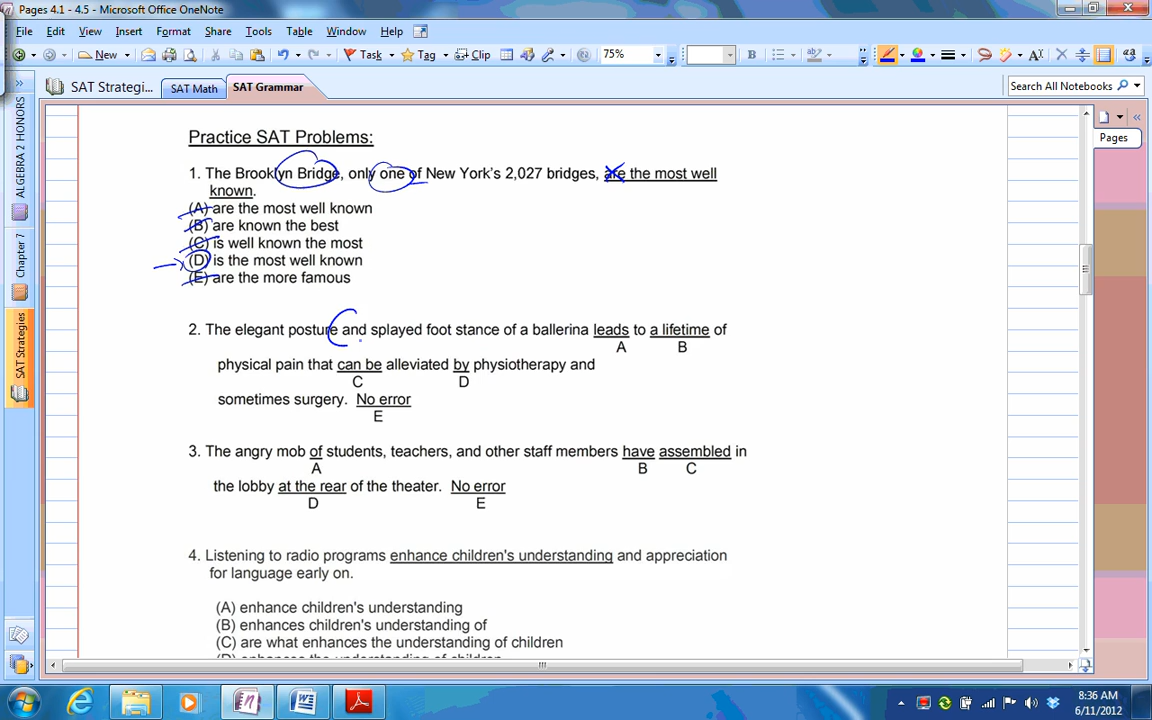 Pages 4.1 - 4.5 - Microsoft Office OneNote
File Edit View Insert Format Share Tools Table Window Help
New Task Tag Clip 75% B
SAT Strategi... SAT Math SAT Grammar Search All Notebooks
Pages
ALGEBRA 2 HONORS
Chapter 7
SAT Strategies
Practice SAT Problems:
1. The Brooklyn Bridge, only one of New York's 2,027 bridges, are the most well
known.
(A) are the most well known
(B) are known the best
(C) is well known the most
(D) is the most well known
(E) are the more famous
2. The elegant posture and splayed foot stance of a ballerina leads to a lifetime of
A B
physical pain that can be alleviated by physiotherapy and
C D
sometimes surgery. No error
E
3. The angry mob of students, teachers, and other staff members have assembled in
A B C
the lobby at the rear of the theater. No error
D E
4. Listening to radio programs enhance children's understanding and appreciation
for language early on.
(A) enhance children's understanding
(B) enhances children's understanding of
(C) are what enhances the understanding of children
(D) enhances the understanding of children
8:36 AM
6/11/2012